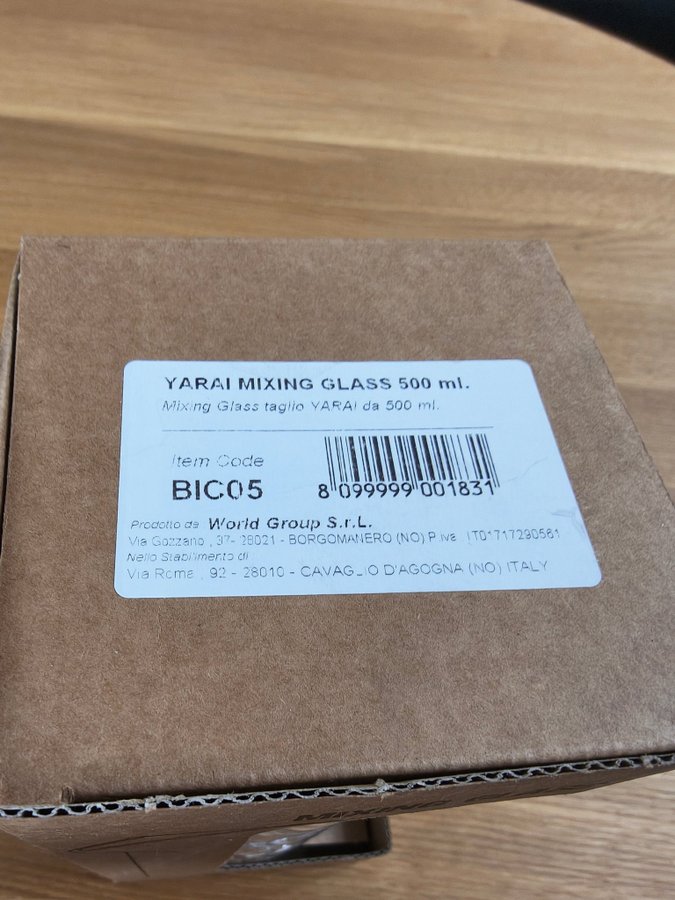 YARAI MIXING GLASS 500 ml.
Mixing Glass taglio YARAI da 500 ml.
Item Code
BIC05
8 099999 001831
Prodotto da World Group S.r.L.
Via Gozzano , 37- 28021 - BORGOMANERO (NO) P.iva IT01717290561
Nello Stabilimento di
Via Roma , 92 - 28010 - CAVAGLIO D'AGOGNA (NO) ITALY
MIXING